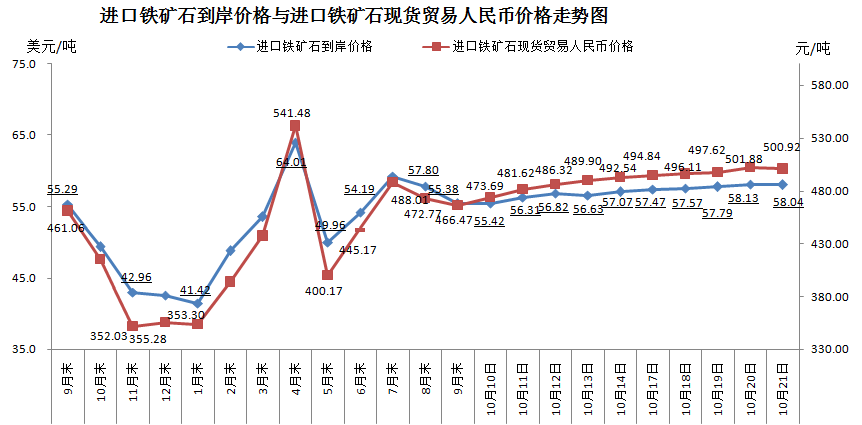 进口铁矿石到岸价格与进口铁矿石现货贸易人民币价格走势图
美元/吨
元/吨
进口铁矿石到岸价格
进口铁矿石现货贸易人民币价格
75.0
65.0
55.0
45.0
35.0
580.00
530.00
480.00
430.00
380.00
330.00
55.29
461.06
42.96
352.03
355.28
41.42
353.30
541.48
64.01
49.96
400.17
54.19
445.17
488.01
57.80
472.77
55.38
466.47
473.69
55.42
481.62
56.31
486.32
56.82
489.90
56.63
492.54
57.07
494.84
57.47
496.11
57.57
497.62
57.79
501.88
58.13
500.92
58.04
9月末
10月末
11月末
12月末
1月末
2月末
3月末
4月末
5月末
6月末
7月末
8月末
9月末
10月10日
10月11日
10月12日
10月13日
10月14日
10月17日
10月18日
10月19日
10月20日
10月21日